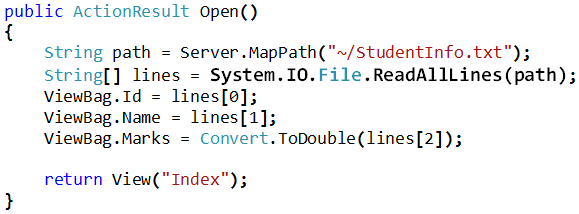 public ActionResult Open()
{
    String path = Server.MapPath("~/StudentInfo.txt");
    String[] lines = System.IO.File.ReadAllLines(path);
    ViewBag.Id = lines[0];
    ViewBag.Name = lines[1];
    ViewBag.Marks = Convert.ToDouble(lines[2]);

    return View("Index");
}